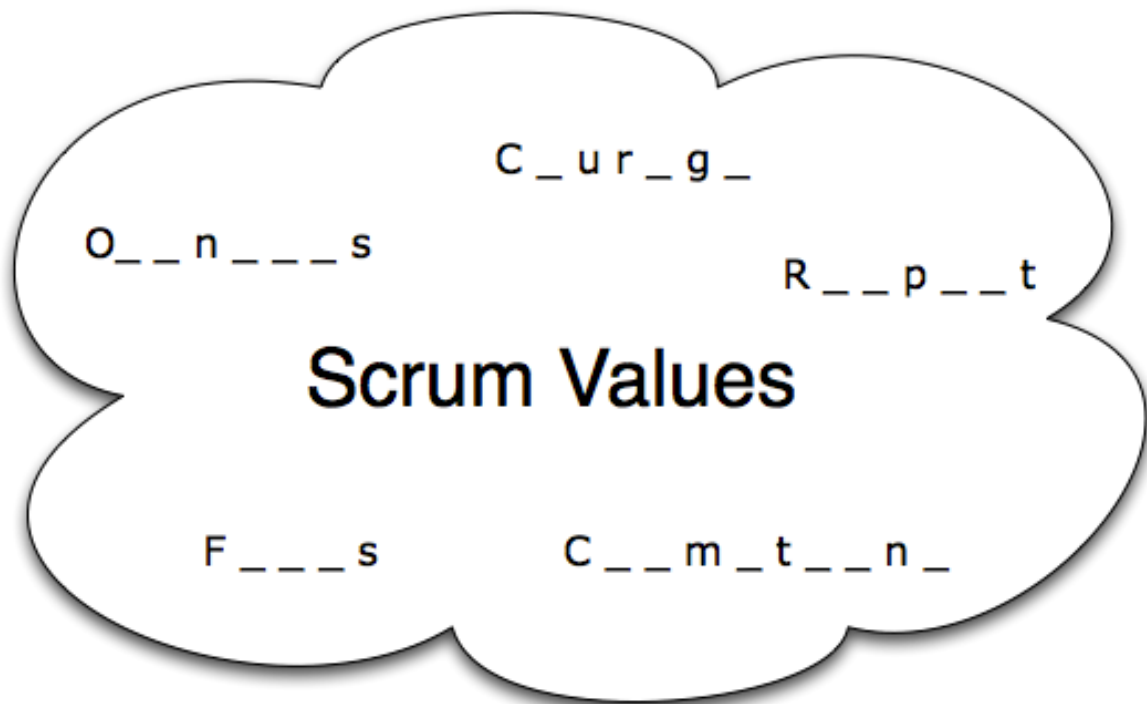 C _ u r _ g _
O_ _ n _ _ _ s
R _ _ p _ _ t
Scrum Values
F _ _ _ s
C _ _ m _ t _ _ n _